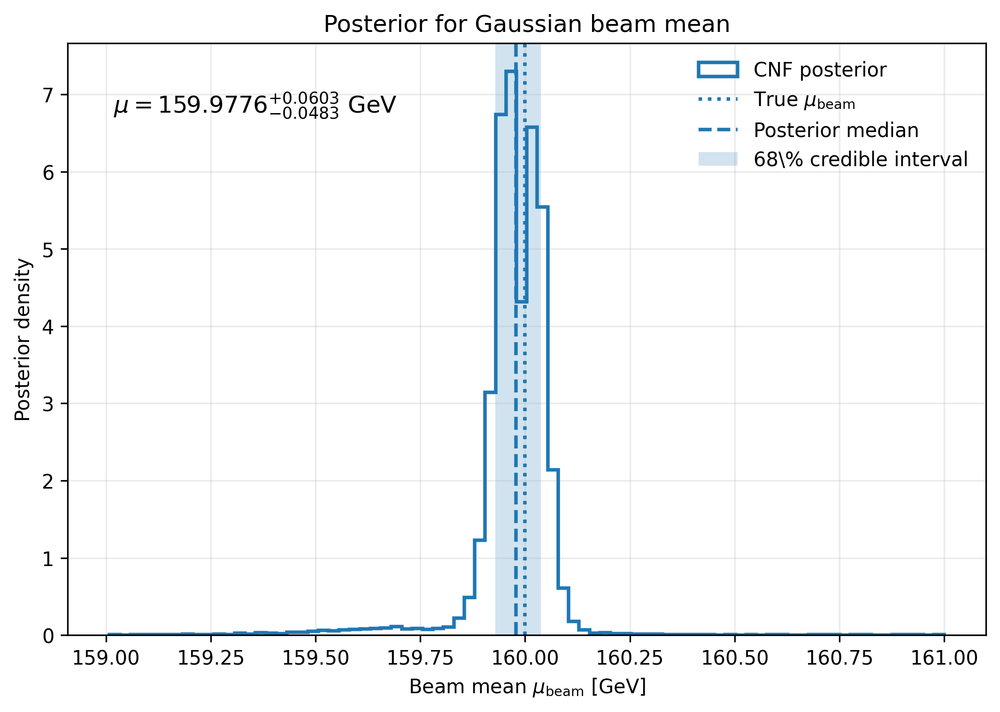 Posterior for Gaussian beam mean
μ = 159.9776 +0.0603 −0.0483 GeV
CNF posterior
True μbeam
Posterior median
68\% credible interval
Posterior density
7
6
5
4
3
2
1
0
159.00 159.25 159.50 159.75 160.00 160.25 160.50 160.75 161.00
Beam mean μbeam [GeV]